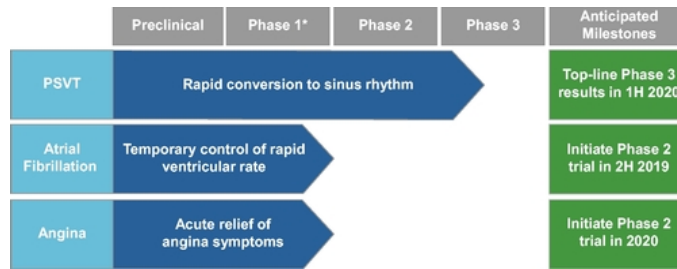 Preclinical Phase 1* Phase 2 Phase 3 Anticipated
Milestones
PSVT Rapid conversion to sinus rhythm Top-line Phase 3
results in 1H 2020
Atrial
Fibrillation
Temporary control of rapid
ventricular rate
Initiate Phase 2
trial in 2H 2019
Angina
Acute relief of
angina symptoms
Initiate Phase 2
trial in 2020